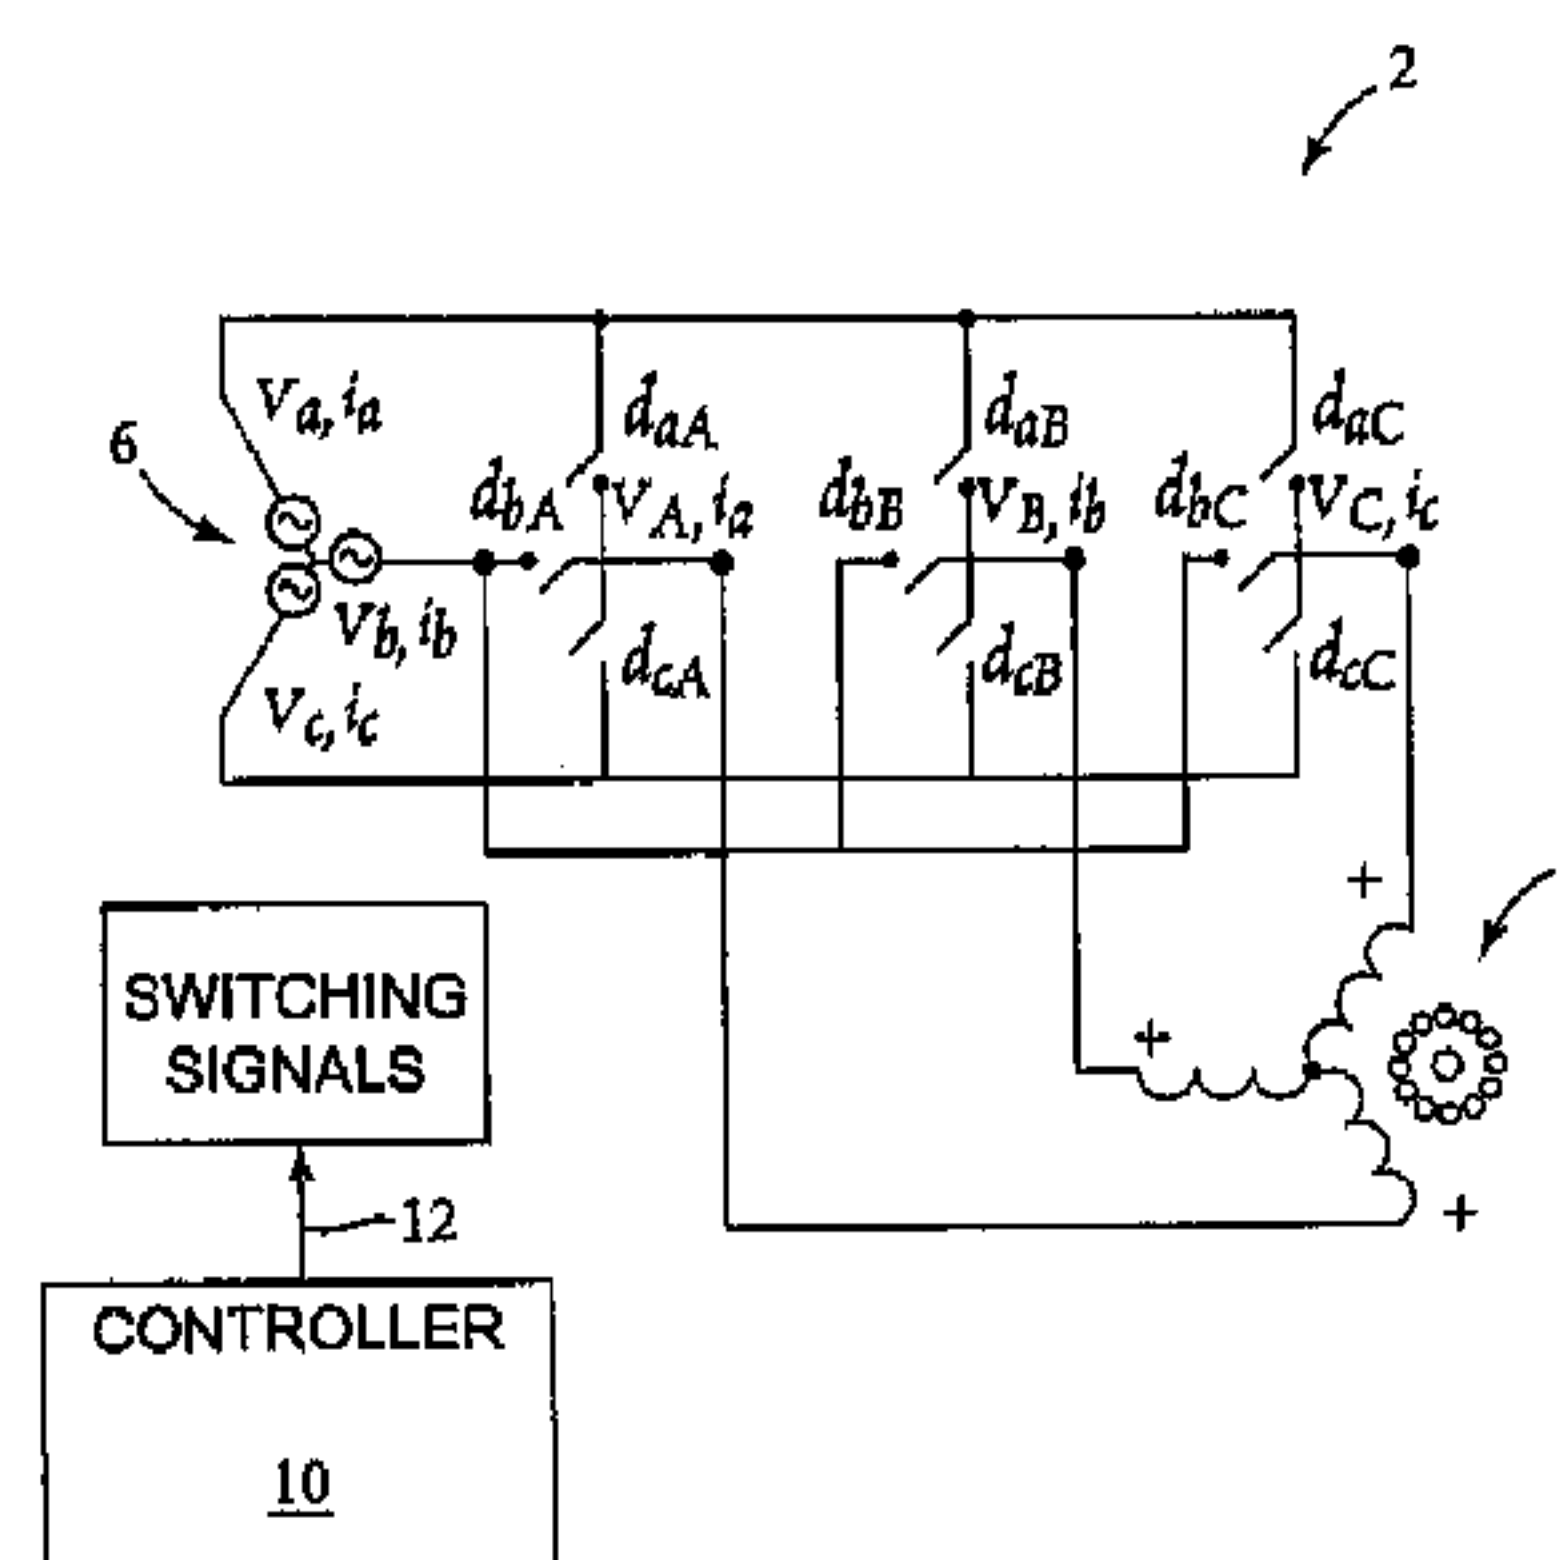 2
6
Va, ia
daA
daB
daC
dbA
VA, ia
dbB
VB, ib
dbC
VC, ic
Vb, ib
dcA
dcB
dcC
Vc, ic
+
+
+
SWITCHING
SIGNALS
12
CONTROLLER
10